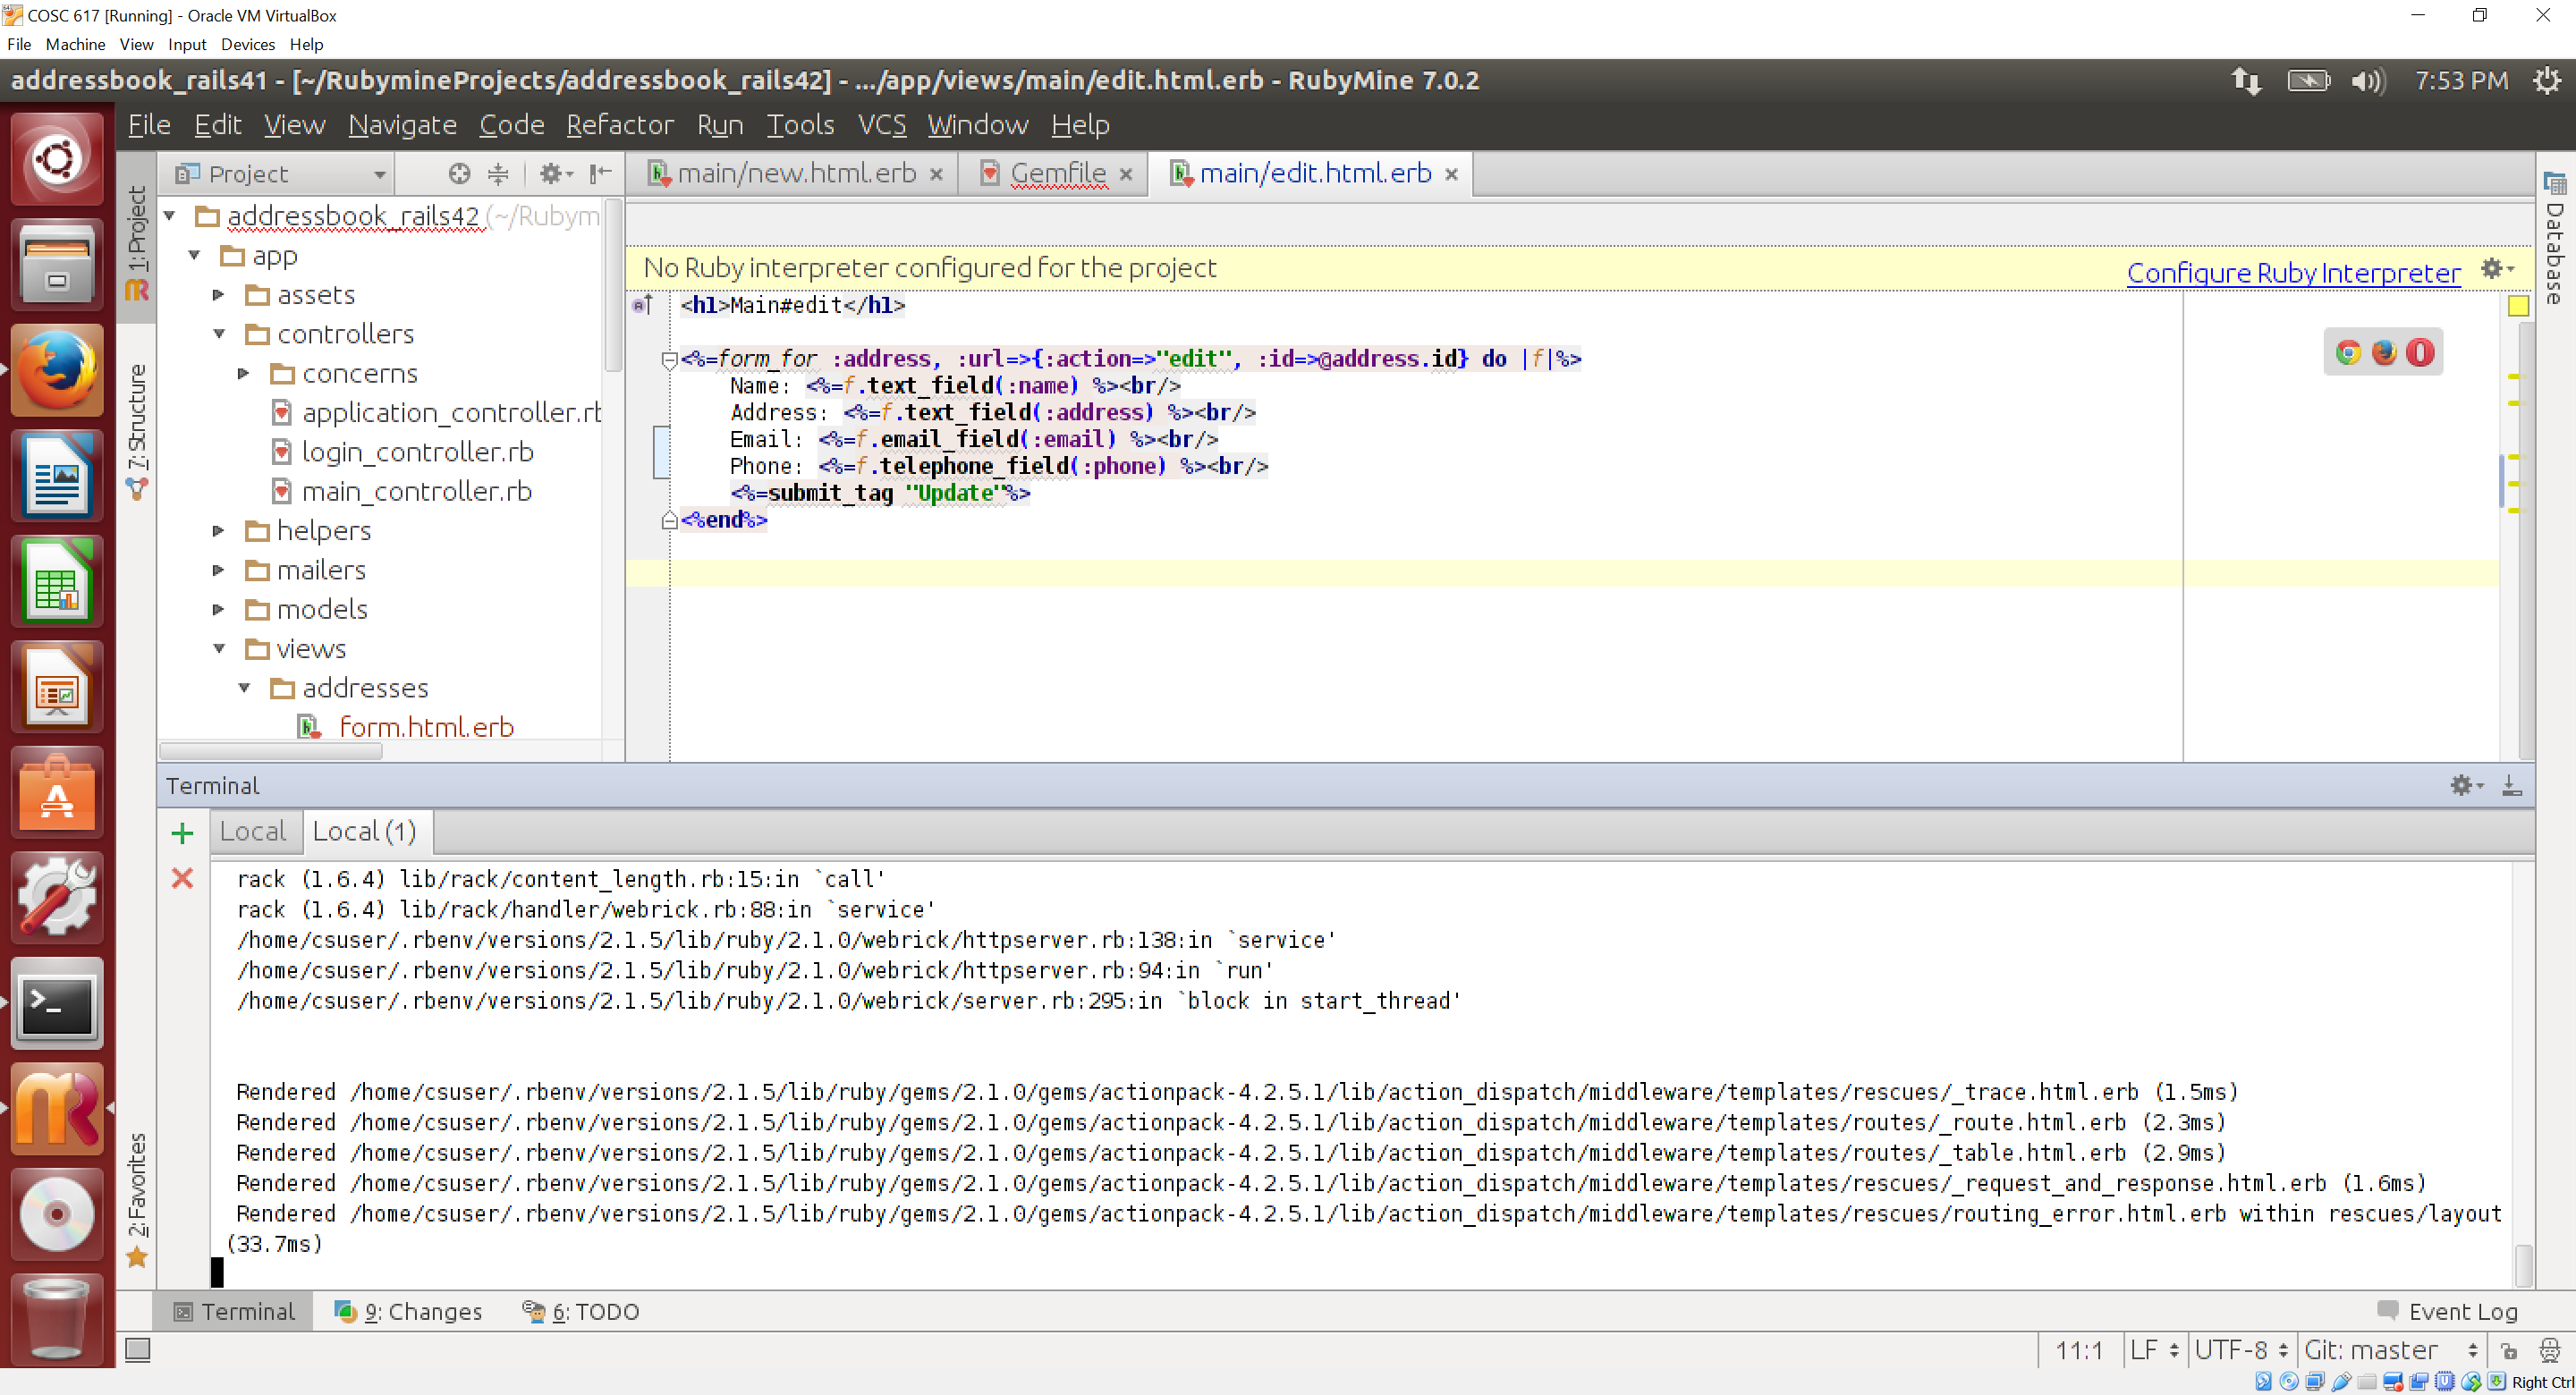 COSC 617 [Running] - Oracle VM VirtualBox
File Machine View Input Devices Help
addressbook_rails41 - [~/RubymineProjects/addressbook_rails42] - .../app/views/main/edit.html.erb - RubyMine 7.0.2
7:53 PM
File Edit View Navigate Code Refactor Run Tools VCS Window Help
1: Project
7: Structure
2: Favorites
Project
addressbook_rails42 (~/Rubym
app
assets
controllers
concerns
application_controller.rb
login_controller.rb
main_controller.rb
helpers
mailers
models
views
addresses
form.html.erb
main/new.html.erb
Gemfile
main/edit.html.erb
Database
No Ruby interpreter configured for the project
Configure Ruby Interpreter
<h1>Main#edit</h1>
<%=form_for :address, :url=>{:action=>"edit", :id=>@address.id} do |f|%>
Name: <%=f.text_field(:name) %><br/>
Address: <%=f.text_field(:address) %><br/>
Email: <%=f.email_field(:email) %><br/>
Phone: <%=f.telephone_field(:phone) %><br/>
<%=submit_tag "Update"%>
<%end%>
Terminal
Local
Local (1)
rack (1.6.4) lib/rack/content_length.rb:15:in `call'
rack (1.6.4) lib/rack/handler/webrick.rb:88:in `service'
/home/csuser/.rbenv/versions/2.1.5/lib/ruby/2.1.0/webrick/httpserver.rb:138:in `service'
/home/csuser/.rbenv/versions/2.1.5/lib/ruby/2.1.0/webrick/httpserver.rb:94:in `run'
/home/csuser/.rbenv/versions/2.1.5/lib/ruby/2.1.0/webrick/server.rb:295:in `block in start_thread'
Rendered /home/csuser/.rbenv/versions/2.1.5/lib/ruby/gems/2.1.0/gems/actionpack-4.2.5.1/lib/action_dispatch/middleware/templates/rescues/_trace.html.erb (1.5ms)
Rendered /home/csuser/.rbenv/versions/2.1.5/lib/ruby/gems/2.1.0/gems/actionpack-4.2.5.1/lib/action_dispatch/middleware/templates/routes/_route.html.erb (2.3ms)
Rendered /home/csuser/.rbenv/versions/2.1.5/lib/ruby/gems/2.1.0/gems/actionpack-4.2.5.1/lib/action_dispatch/middleware/templates/routes/_table.html.erb (2.9ms)
Rendered /home/csuser/.rbenv/versions/2.1.5/lib/ruby/gems/2.1.0/gems/actionpack-4.2.5.1/lib/action_dispatch/middleware/templates/rescues/_request_and_response.html.erb (1.6ms)
Rendered /home/csuser/.rbenv/versions/2.1.5/lib/ruby/gems/2.1.0/gems/actionpack-4.2.5.1/lib/action_dispatch/middleware/templates/rescues/routing_error.html.erb within rescues/layout
(33.7ms)
Terminal
9: Changes
6: TODO
Event Log
11:1 LF UTF-8 Git: master
Right Ctrl